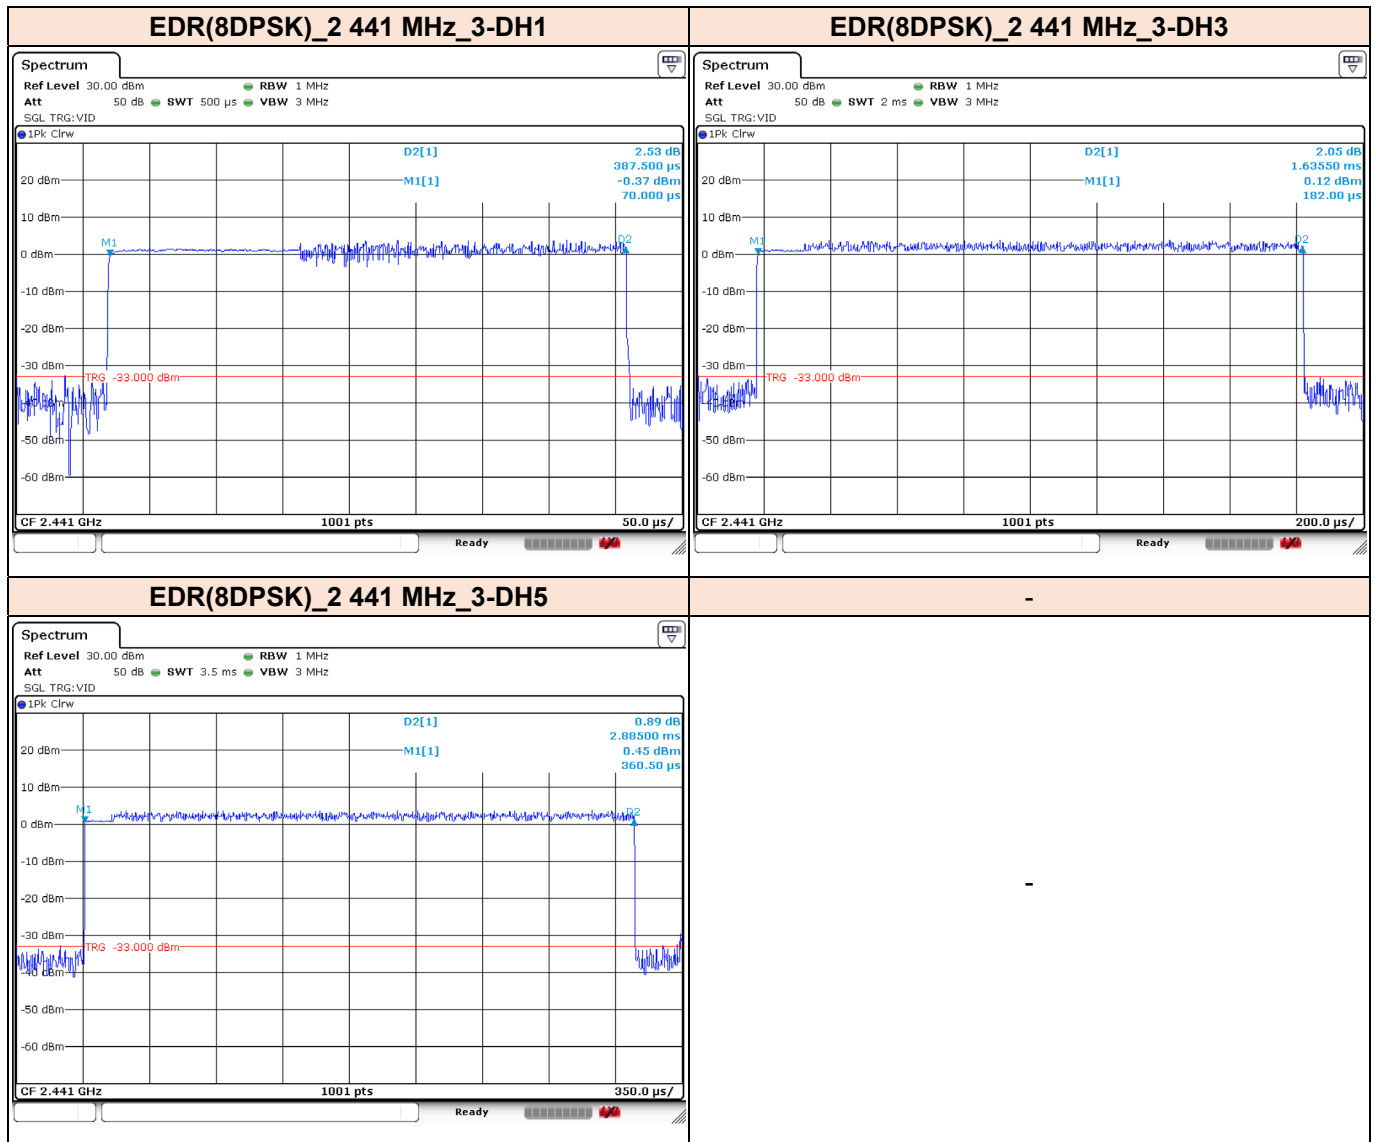 EDR(8DPSK)_2 441 MHz_3-DH1
EDR(8DPSK)_2 441 MHz_3-DH3
Spectrum
Ref Level 30.00 dBm RBW 1 MHz
Att 50 dB SWT 500 µs VBW 3 MHz
SGL TRG:VID
1Pk Clrw
D2[1] 2.53 dB
387.500 µs
M1[1] -0.37 dBm
70.000 µs
20 dBm
10 dBm
M1
D2
0 dBm
-10 dBm
-20 dBm
-30 dBm
TRG -33.000 dBm
-50 dBm
-60 dBm
CF 2.441 GHz 1001 pts 50.0 µs/
Ready
Spectrum
Ref Level 30.00 dBm RBW 1 MHz
Att 50 dB SWT 2 ms VBW 3 MHz
SGL TRG:VID
1Pk Clrw
D2[1] 2.05 dB
1.63550 ms
M1[1] 0.12 dBm
182.00 µs
20 dBm
10 dBm
M1
D2
0 dBm
-10 dBm
-20 dBm
-30 dBm
TRG -33.000 dBm
-50 dBm
-60 dBm
CF 2.441 GHz 1001 pts 200.0 µs/
Ready
EDR(8DPSK)_2 441 MHz_3-DH5
-
Spectrum
Ref Level 30.00 dBm RBW 1 MHz
Att 50 dB SWT 3.5 ms VBW 3 MHz
SGL TRG:VID
1Pk Clrw
D2[1] 0.89 dB
2.88500 ms
M1[1] 0.45 dBm
360.50 µs
20 dBm
10 dBm
M1
D2
0 dBm
-10 dBm
-20 dBm
-30 dBm
TRG -33.000 dBm
-40 dBm
-50 dBm
-60 dBm
CF 2.441 GHz 1001 pts 350.0 µs/
Ready
-